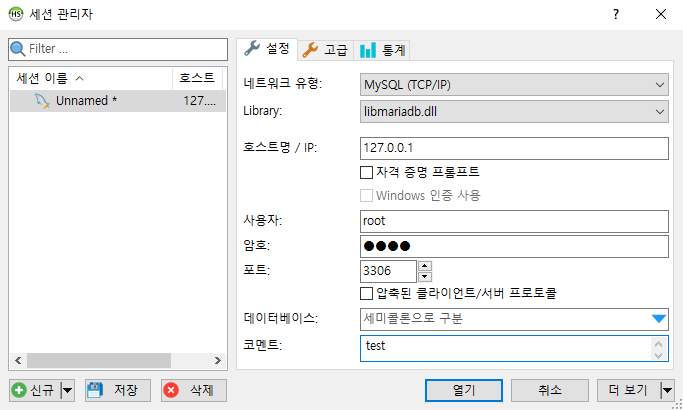 HS 세션 관리자 ?
Filter ...
설정 고급 통계
세션 이름 호스트
Unnamed * 127....
네트워크 유형: MySQL (TCP/IP)
Library: libmariadb.dll
호스트명 / IP: 127.0.0.1
자격 증명 프롬프트
Windows 인증 사용
사용자: root
암호: ●●●●
포트: 3306
압축된 클라이언트/서버 프로토콜
데이터베이스: 세미콜론으로 구분
코멘트: test
신규 저장 삭제 열기 취소 더 보기